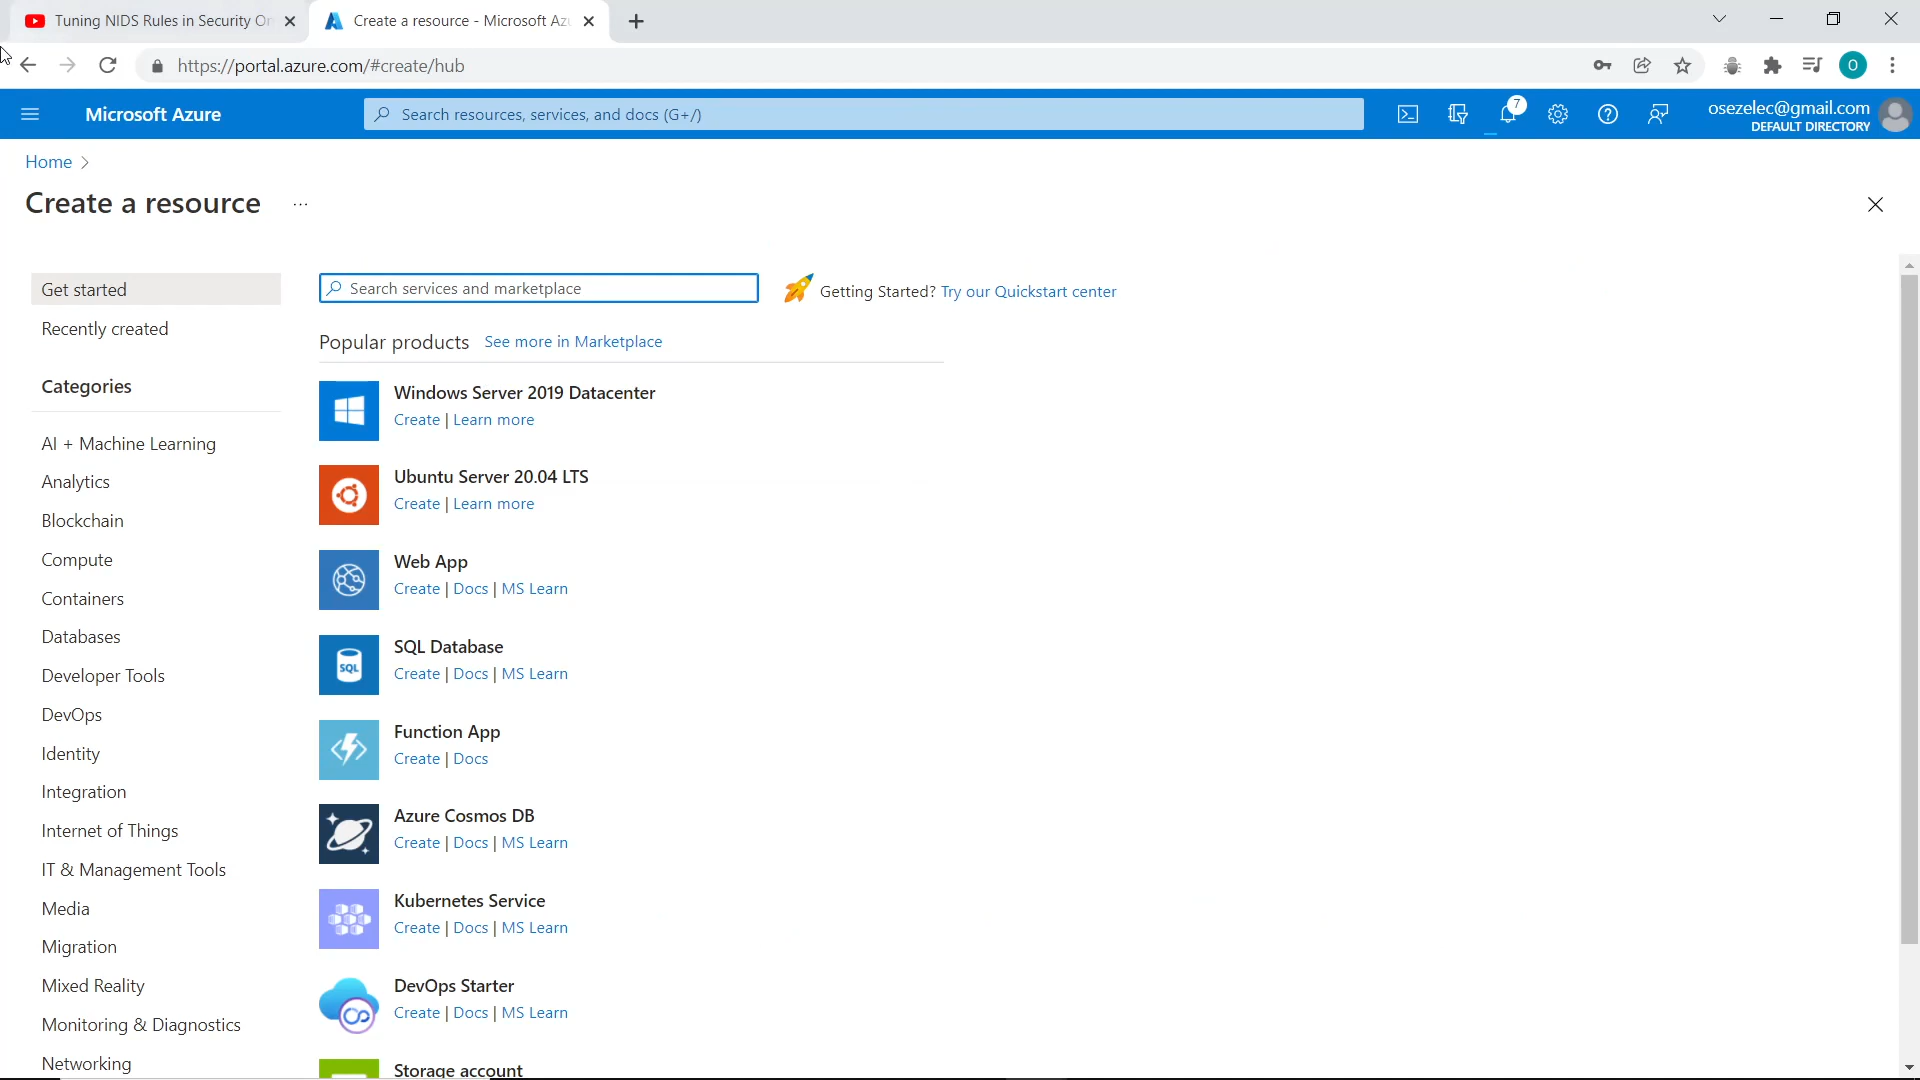 Tuning NIDS Rules in Security On
Create a resource - Microsoft Az
https://portal.azure.com/#create/hub
O
Microsoft Azure
Search resources, services, and docs (G+/)
7
osezelec@gmail.com
DEFAULT DIRECTORY
Home
Create a resource
...
Get started
Recently created
Categories
AI + Machine Learning
Analytics
Blockchain
Compute
Containers
Databases
Developer Tools
DevOps
Identity
Integration
Internet of Things
IT & Management Tools
Media
Migration
Mixed Reality
Monitoring & Diagnostics
Networking
Search services and marketplace
Getting Started? Try our Quickstart center
Popular products See more in Marketplace
Windows Server 2019 Datacenter
Create | Learn more
Ubuntu Server 20.04 LTS
Create | Learn more
Web App
Create | Docs | MS Learn
SQL
SQL Database
Create | Docs | MS Learn
Function App
Create | Docs
Azure Cosmos DB
Create | Docs | MS Learn
Kubernetes Service
Create | Docs | MS Learn
DevOps Starter
Create | Docs | MS Learn
Storage account